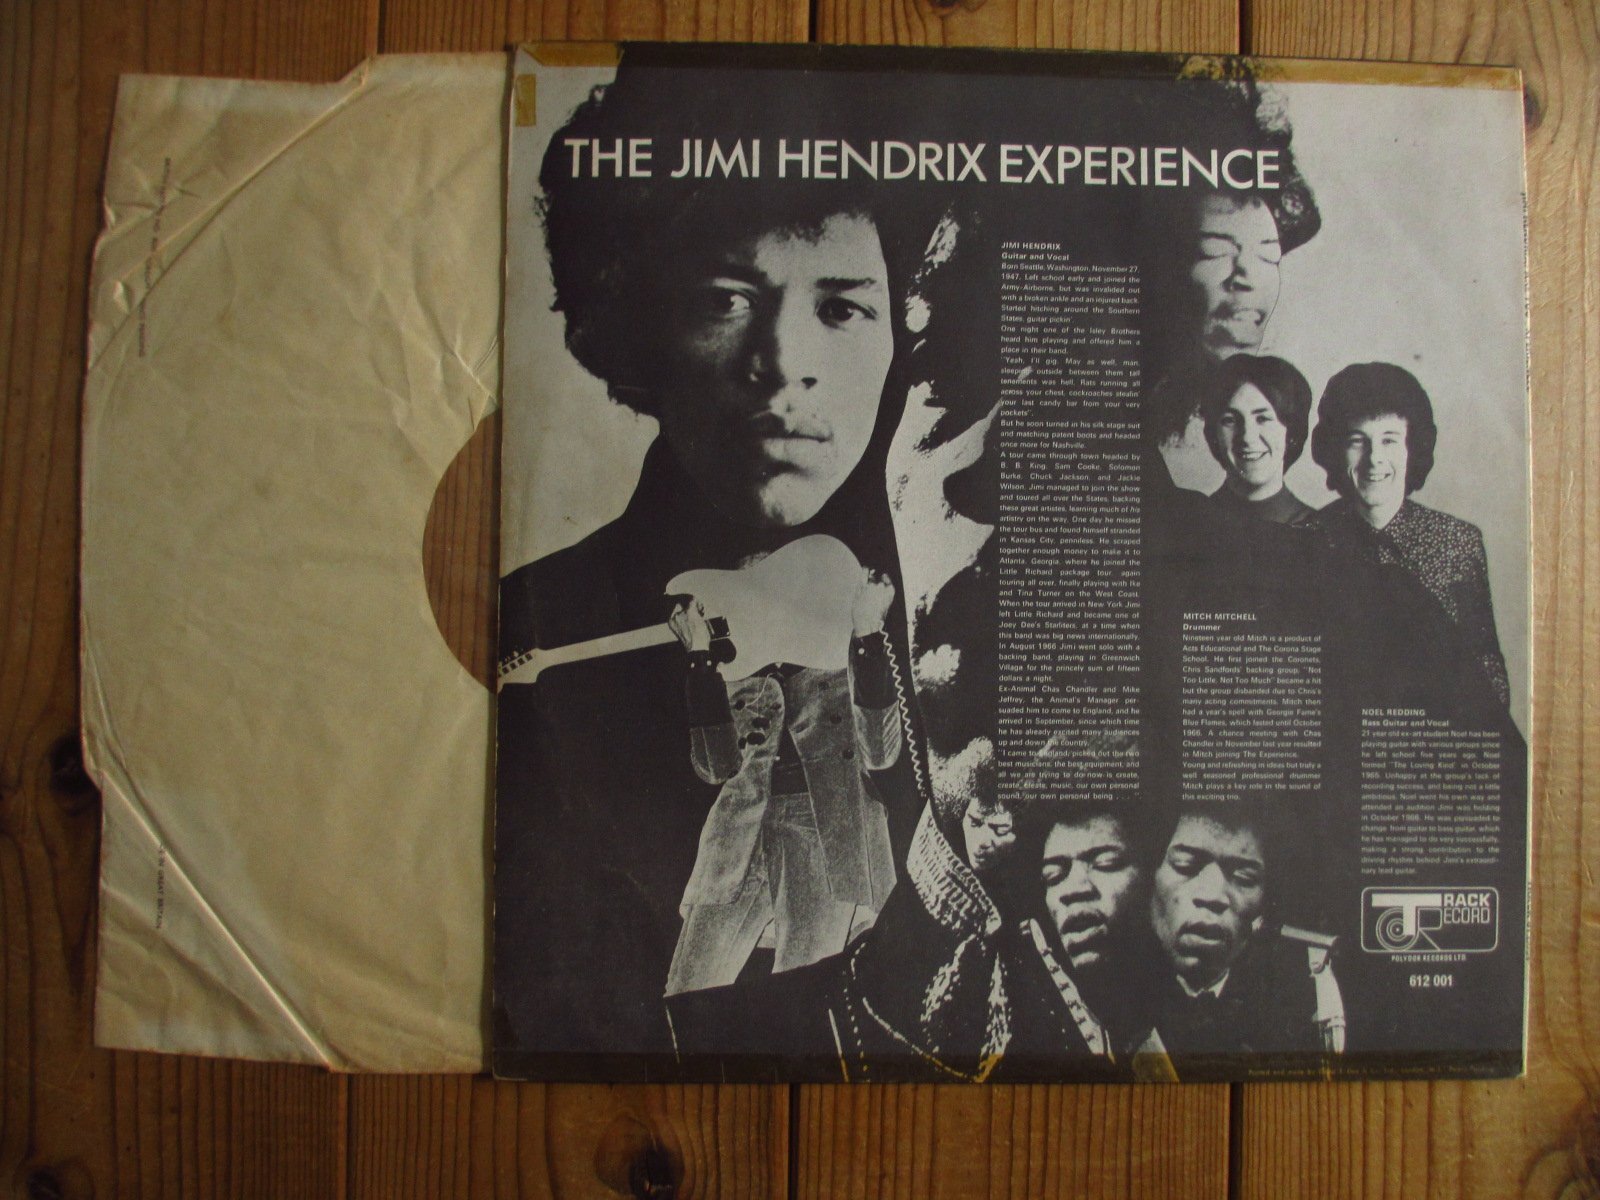 THE JIMI HENDRIX EXPERIENCE
JIMI HENDRIX
Guitar and Vocal
Born Seattle, Washington, November 27,
1947. Left school early and joined the
Army-Airborne, but was invalided out
with a broken ankle and an injured back.
Started hitching around the Southern
States, guitar pickin'.
One night one of the Isley Brothers
heard him playing and offered him a
place in their band.
"Yeah, I'll gig. May as well, man,
sleeping outside between them tall
tenements was hell. Rats running all
across your chest, cockroaches stealin'
your last candy bar from your very
pockets".
But he soon turned in his silk stage suit
and matching patent boots and headed
once more for Nashville.
A tour came through town headed by
B. B. King, Sam Cooke, Solomon
Burke, Chuck Jackson, and Jackie
Wilson. Jimi managed to join the show
and toured all over the States, backing
these great artistes, learning much of his
artistry on the way. One day he missed
the tour bus and found himself stranded
in Kansas City, penniless. He scraped
together enough money to make it to
Atlanta, Georgia, where he joined the
Little Richard package tour, again
touring all over, finally playing with Ike
and Tina Turner on the West Coast.
When the tour arrived in New York Jimi
left Little Richard and became one of
Joey Dee's Starliters, at a time when
this band was big news internationally.
In August 1966 Jimi went solo with a
backing band, playing in Greenwich
Village for the princely sum of fifteen
dollars a night.
Ex-Animal Chas Chandler and Mike
Jeffrey, the Animal's Manager per-
suaded him to come to England, and he
arrived in September, since which time
he has already excited many audiences
up and down the country.
"I came to England, picked out the two
best musicians, the best equipment, and
all we are trying to do now is create,
create, create, music, our own personal
sound, our own personal being . . . "
MITCH MITCHELL
Drummer
Nineteen year old Mitch is a product of
Acts Educational and The Corona Stage
School. He first joined the Coronets,
Chris Sandfords' backing group. "Not
Too Little, Not Too Much" became a hit
but the group disbanded due to Chris's
many acting commitments. Mitch then
had a year's spell with Georgie Fame's
Blue Flames, which lasted until October
1966. A chance meeting with Chas
Chandler in November last year resulted
in Mitch joining The Experience.
Young and refreshing in ideas but truly a
well seasoned professional drummer
Mitch plays a key role in the sound of
this exciting trio.
NOEL REDDING
Bass Guitar and Vocal
21 year old ex-art student Noel has been
playing guitar with various groups since
he left school five years ago. Noel
formed "The Loving Kind" in October
1965. Unhappy at the group's lack of
recording success, and being not a little
ambitious, Noel went his own way and
attended an audition Jimi was holding
in October 1966. He was persuaded to
change from guitar to bass guitar, which
he has managed to do very successfully,
making a strong contribution to the
driving rhythm behind Jimi's extraordi-
nary lead guitar.
TRACK
RECORD
POLYDOR RECORDS LTD.
612 001
Printed and made by
GREAT BRITAIN